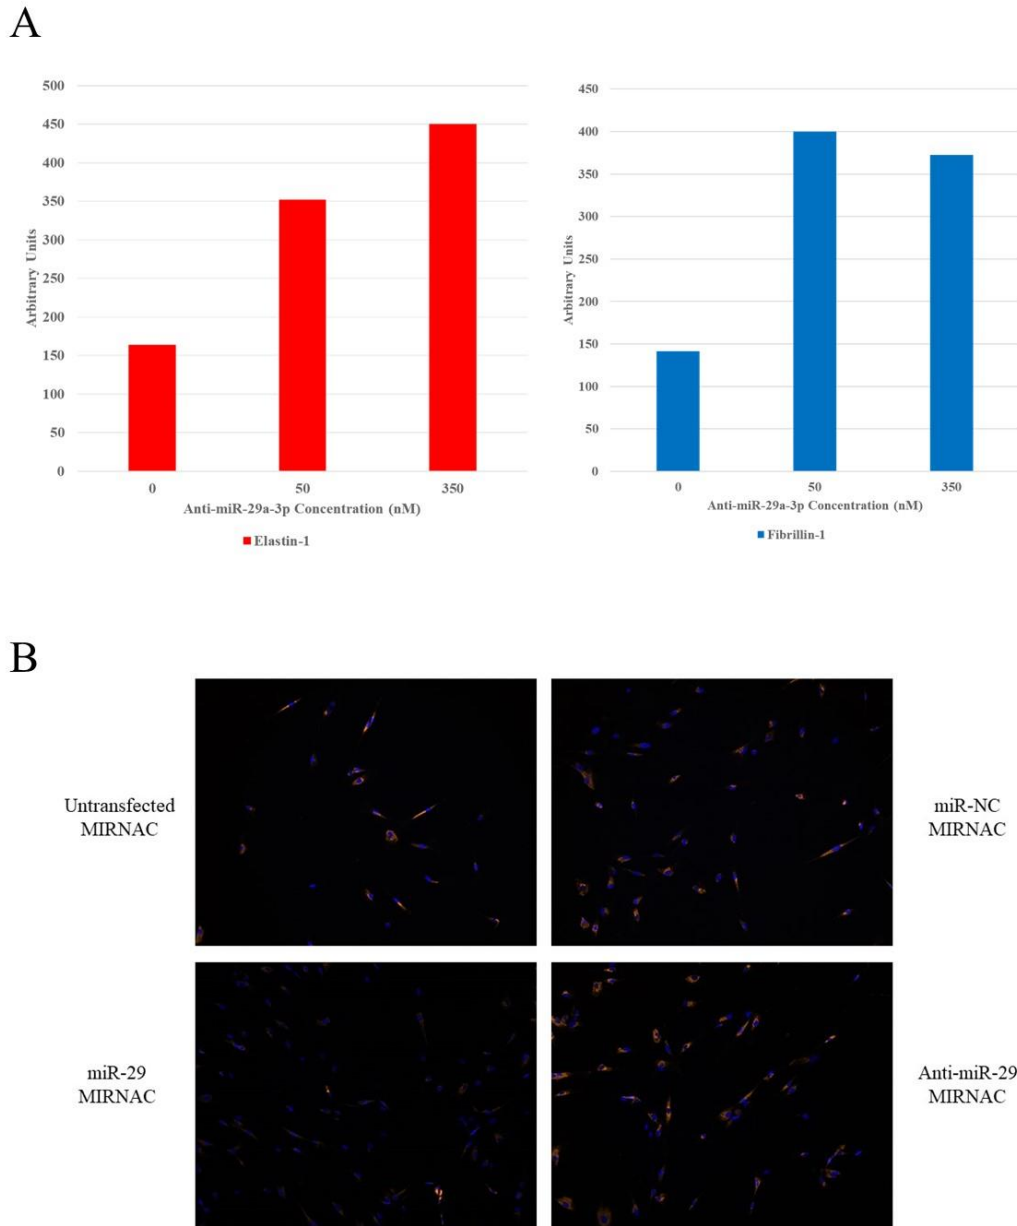 A
500
450
400
350
300
250
200
150
100
50
0
Arbitrary Units
0 50 350
Anti-miR-29a-3p Concentration (nM)
Elastin-1
450
400
350
300
250
200
150
100
50
0
Arbitrary Units
0 50 350
Anti-miR-29a-3p Concentration (nM)
Fibrillin-1
B
Untransfected
MIRNAC
miR-NC
MIRNAC
miR-29
MIRNAC
Anti-miR-29
MIRNAC